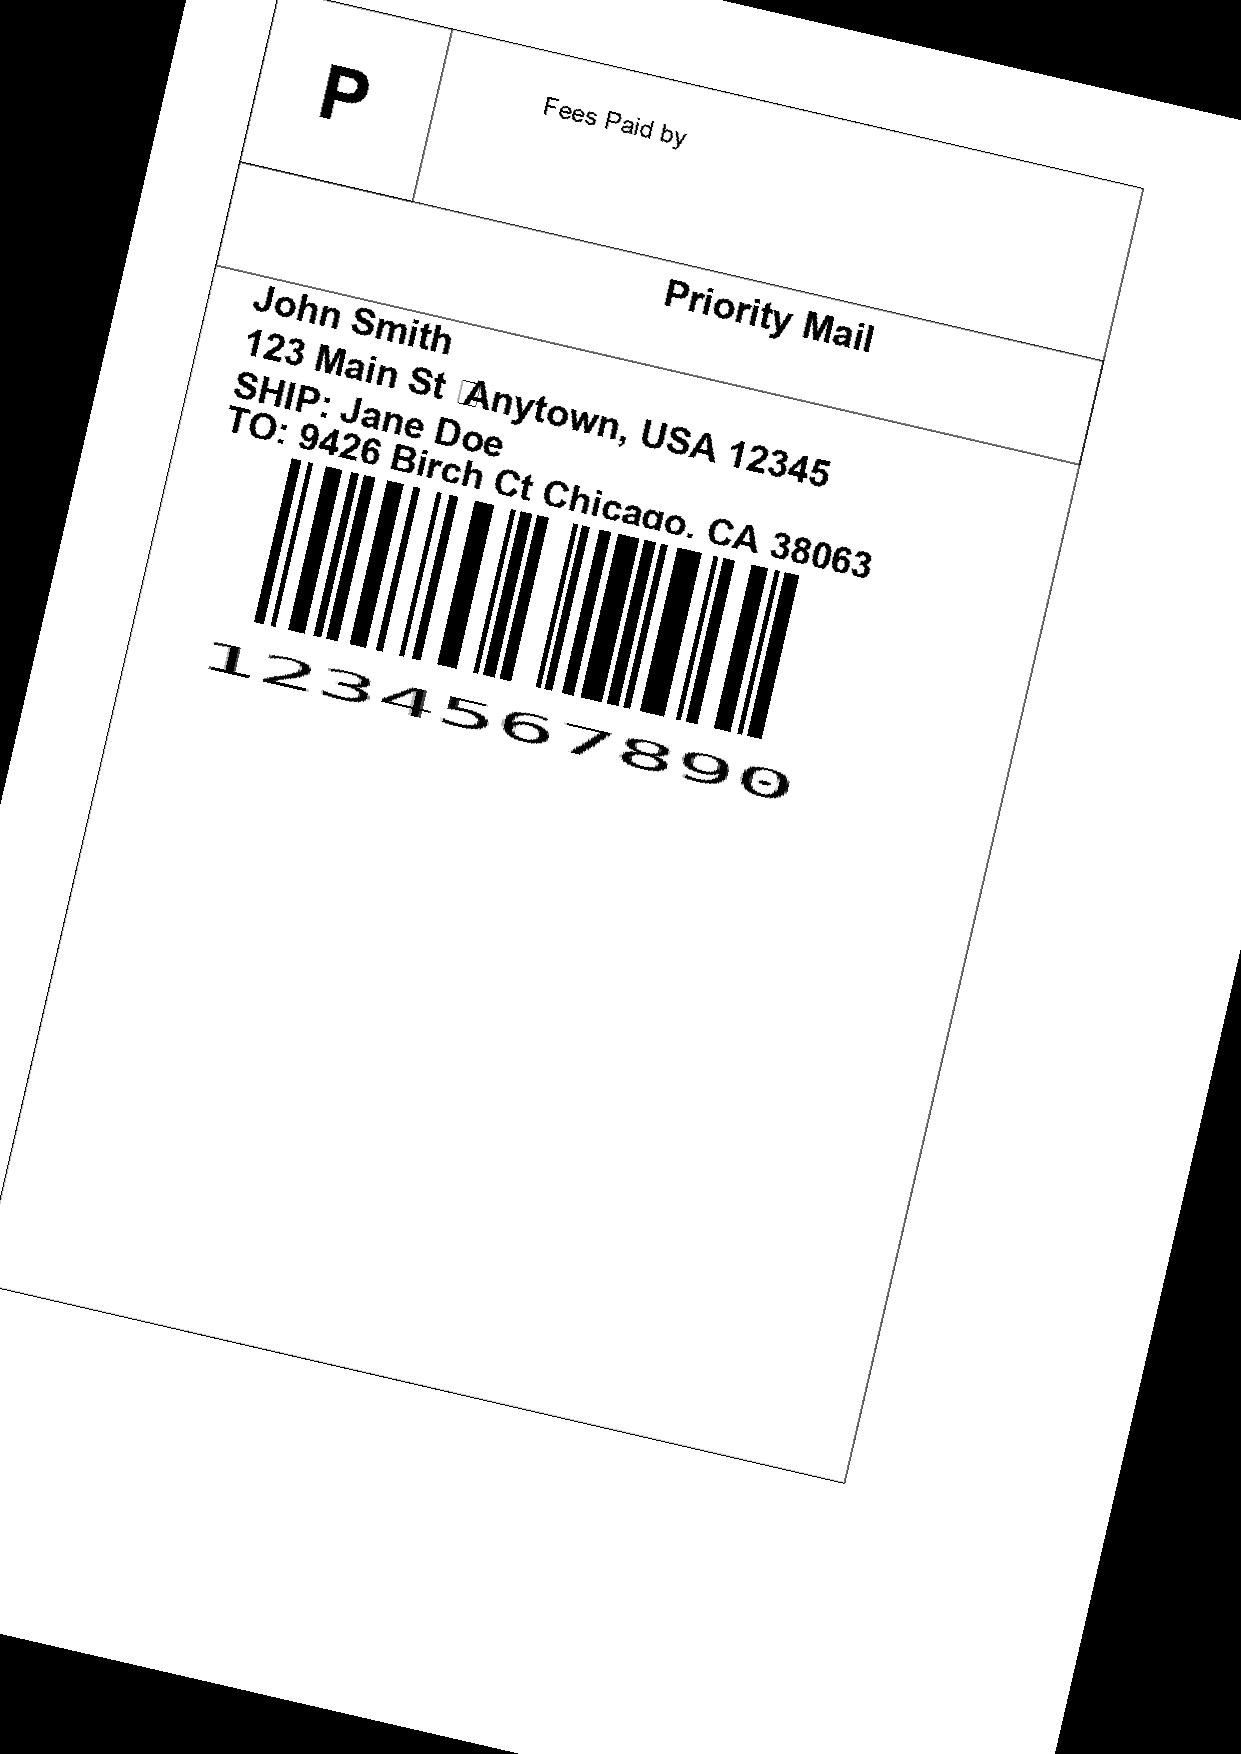 P
Fees Paid by
Priority Mail
John Smith
123 Main St Anytown, USA 12345
SHIP: Jane Doe
TO: 9426 Birch Ct Chicago, CA 38063
1234567890